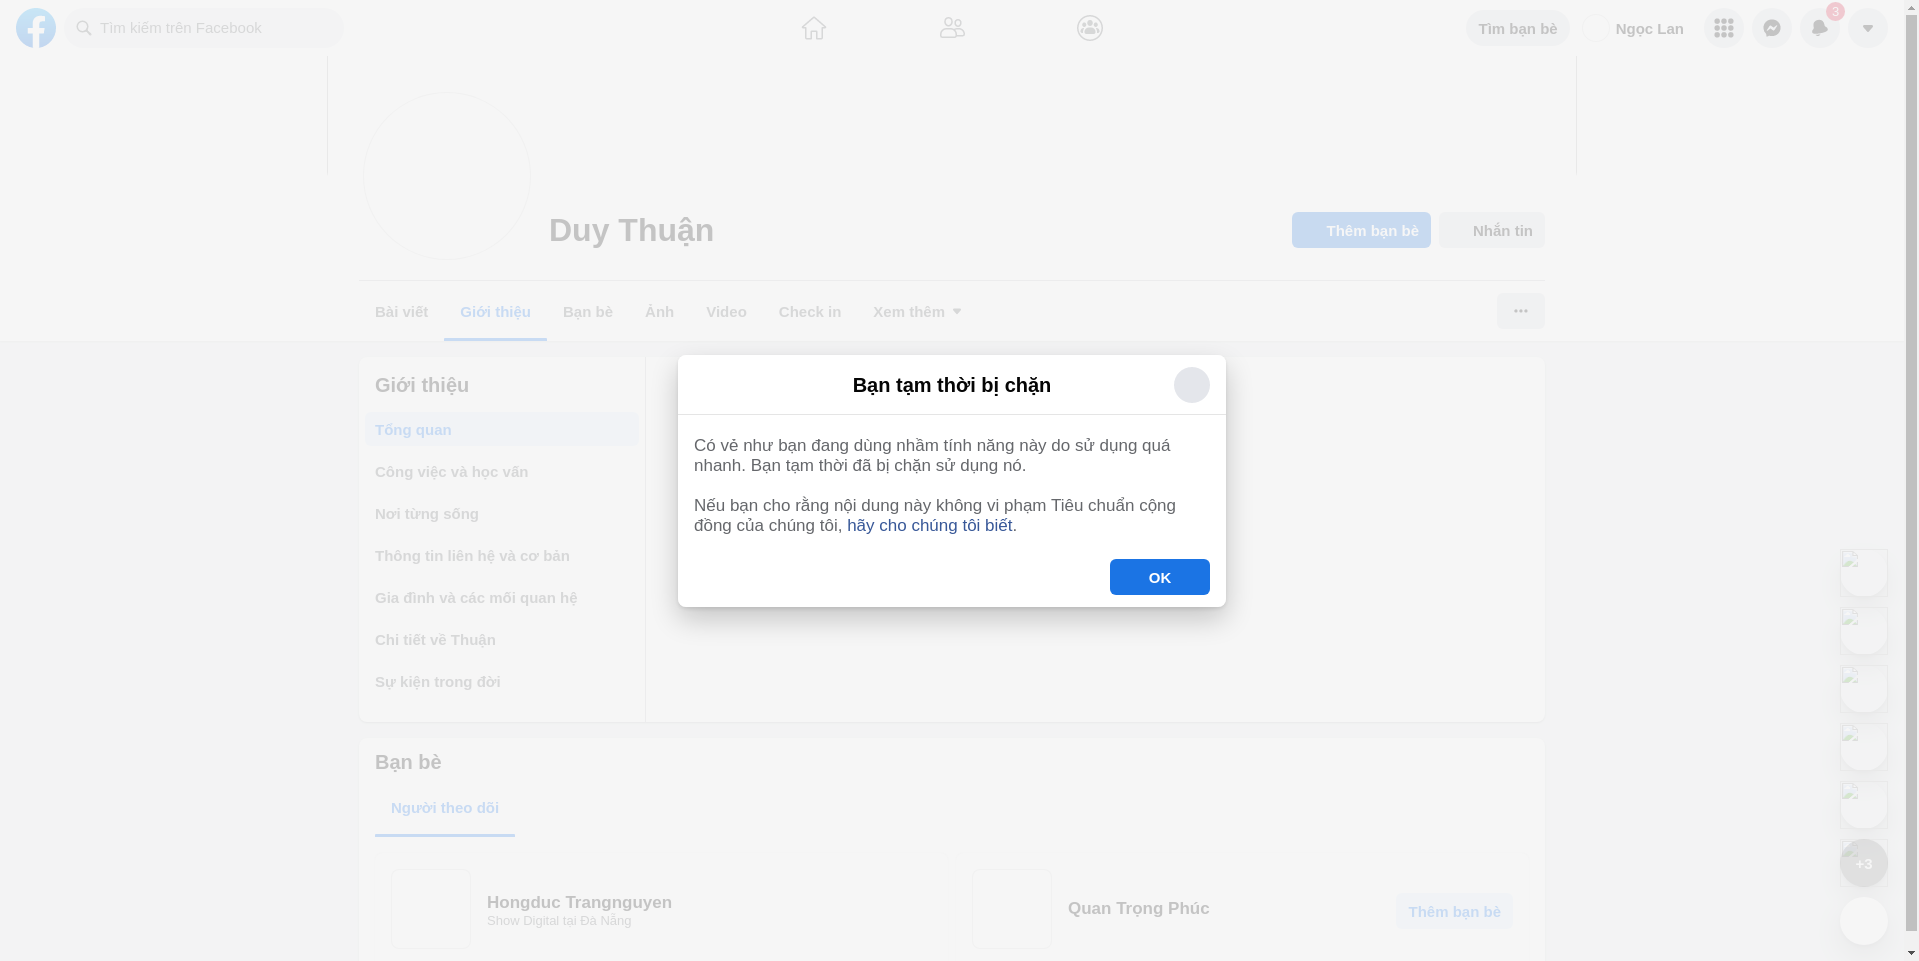 Tìm kiếm trên Facebook
Tìm bạn bè
Ngọc Lan
3
Duy Thuận
Thêm bạn bè
Nhắn tin
Bài viết
Giới thiệu
Bạn bè
Ảnh
Video
Check in
Xem thêm
Giới thiệu
Tổng quan
Công việc và học vấn
Nơi từng sống
Thông tin liên hệ và cơ bản
Gia đình và các mối quan hệ
Chi tiết về Thuận
Sự kiện trong đời
Bạn tạm thời bị chặn
Có vẻ như bạn đang dùng nhầm tính năng này do sử dụng quá
nhanh. Bạn tạm thời đã bị chặn sử dụng nó.
Nếu bạn cho rằng nội dung này không vi phạm Tiêu chuẩn cộng
đồng của chúng tôi, hãy cho chúng tôi biết.
OK
Bạn bè
Người theo dõi
Hongduc Trangnguyen
Show Digital tại Đà Nẵng
Quan Trọng Phúc
Thêm bạn bè
+3